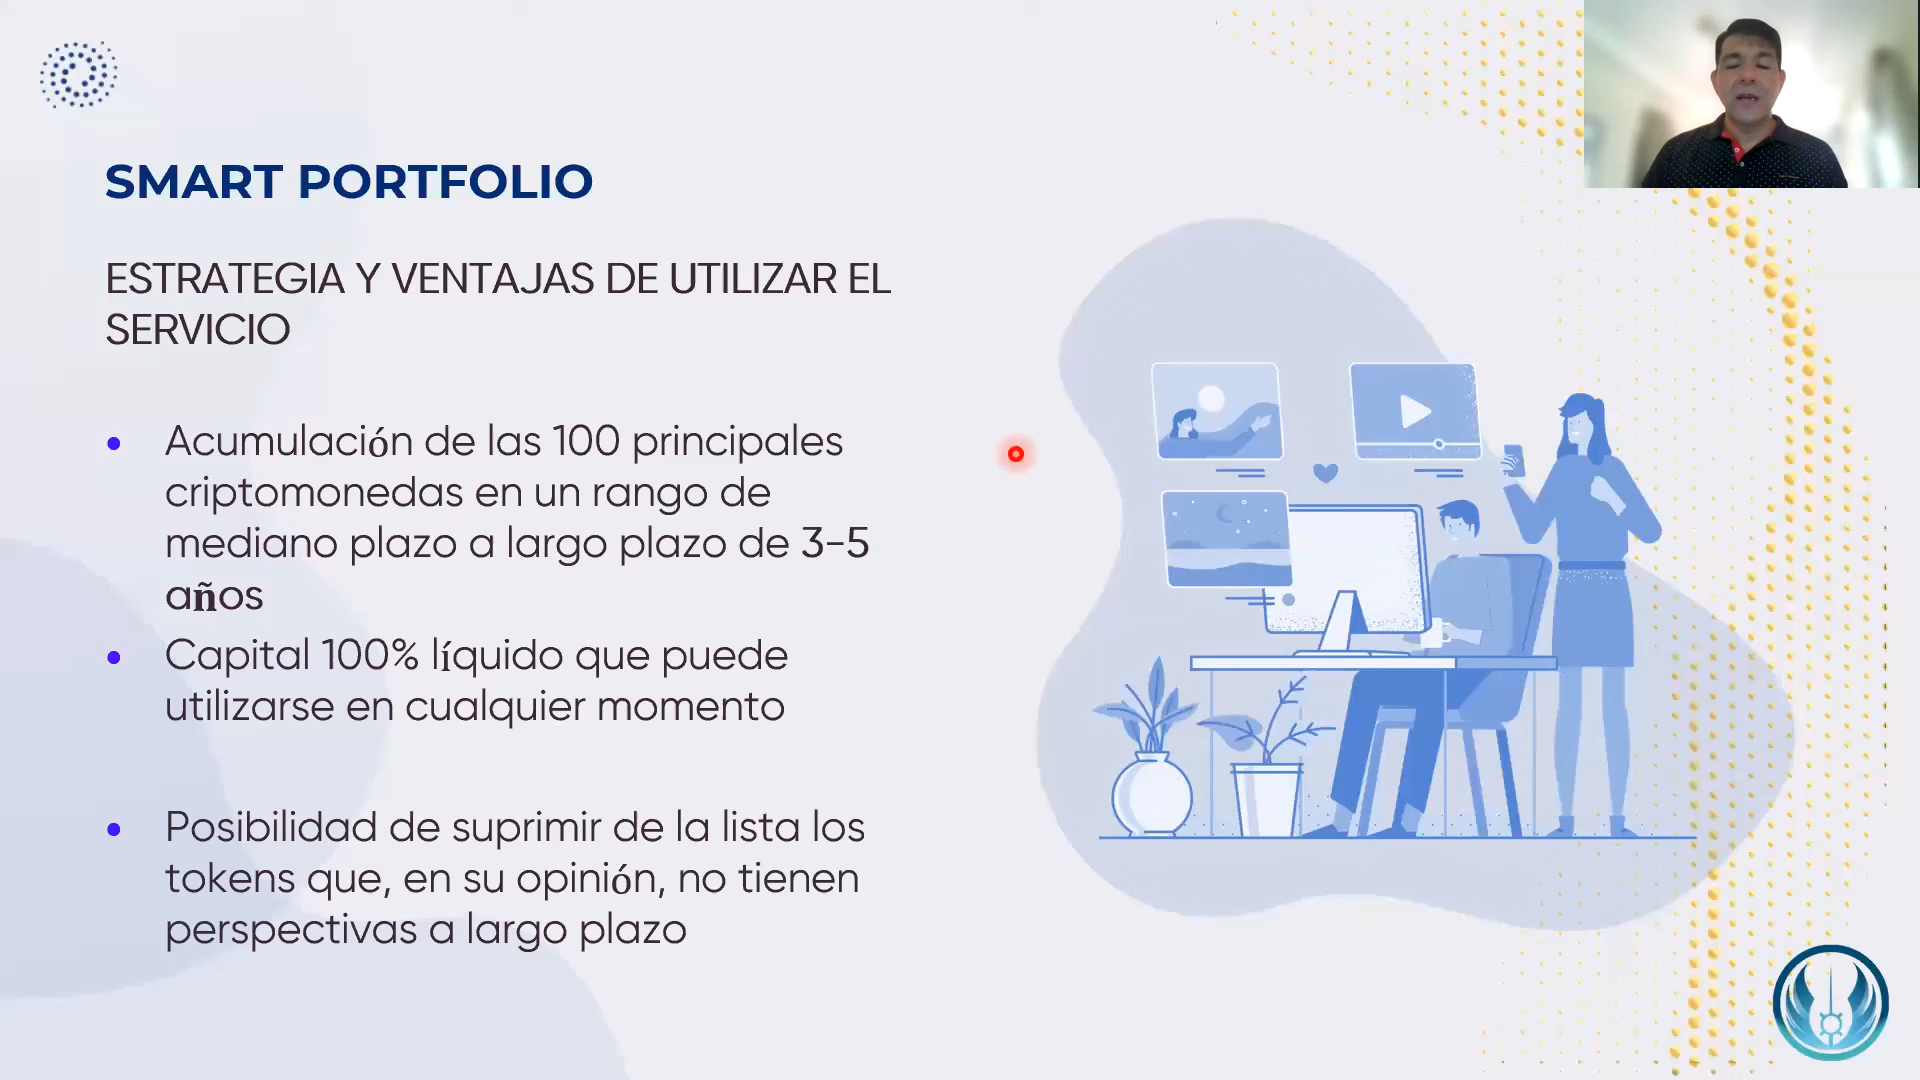 SMART PORTFOLIO
ESTRATEGIA Y VENTAJAS DE UTILIZAR EL
SERVICIO
• Acumulación de las 100 principales
criptomonedas en un rango de
mediano plazo a largo plazo de 3-5
años
• Capital 100% líquido que puede
utilizarse en cualquier momento
• Posibilidad de suprimir de la lista los
tokens que, en su opinión, no tienen
perspectivas a largo plazo